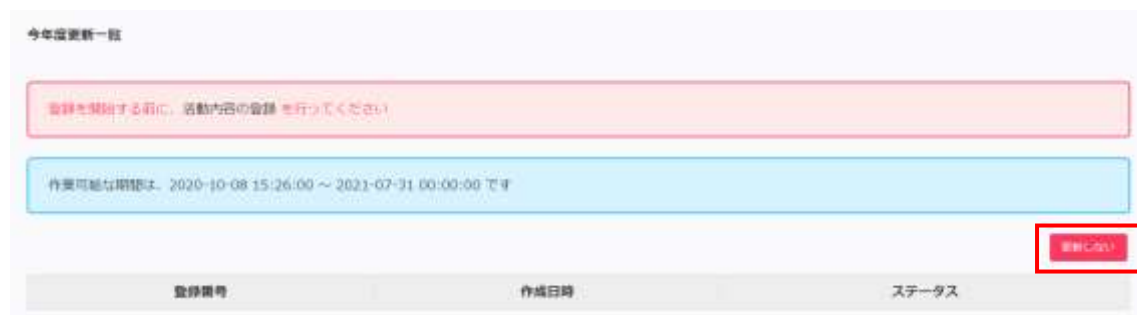 今年度更新一覧
登録を開始する前に、活動内容の登録 を行ってください
作業可能な期間は、2020-10-08 15:26:00 ～ 2021-07-31 00:00:00 です
更新しない
登録番号 作成日時 ステータス